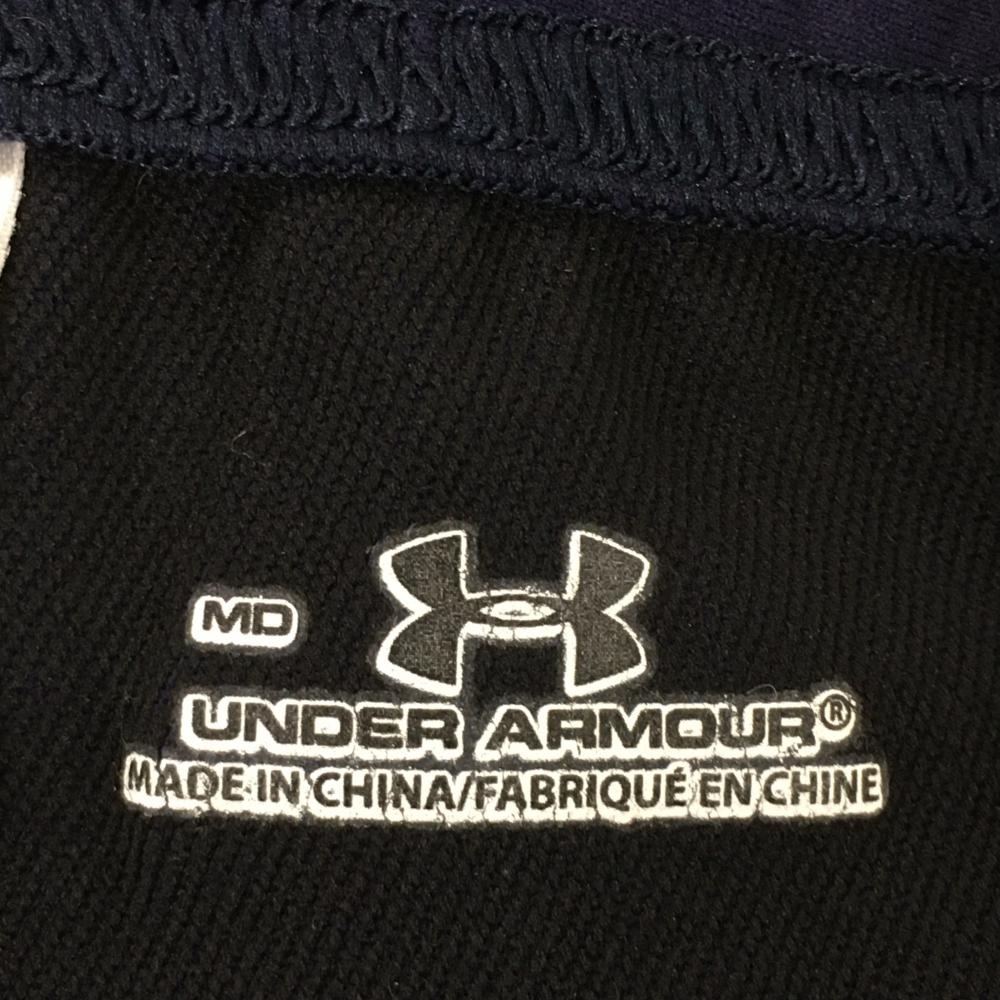 MD
UNDER ARMOUR®
MADE IN CHINA/FABRIQUÉ EN CHINE